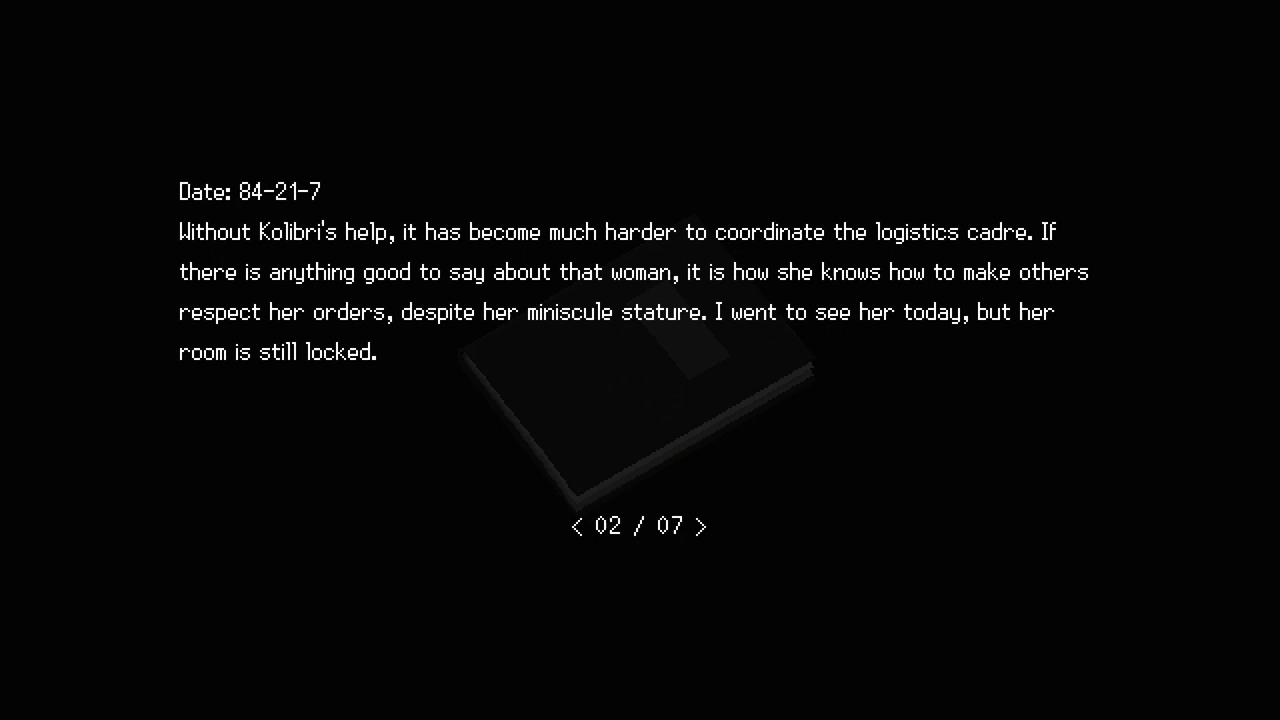 Date: 84-21-7
Without Kolibri's help, it has become much harder to coordinate the logistics cadre. If
there is anything good to say about that woman, it is how she knows how to make others
respect her orders, despite her miniscule stature. I went to see her today, but her
room is still locked.
< 02 / 07 >